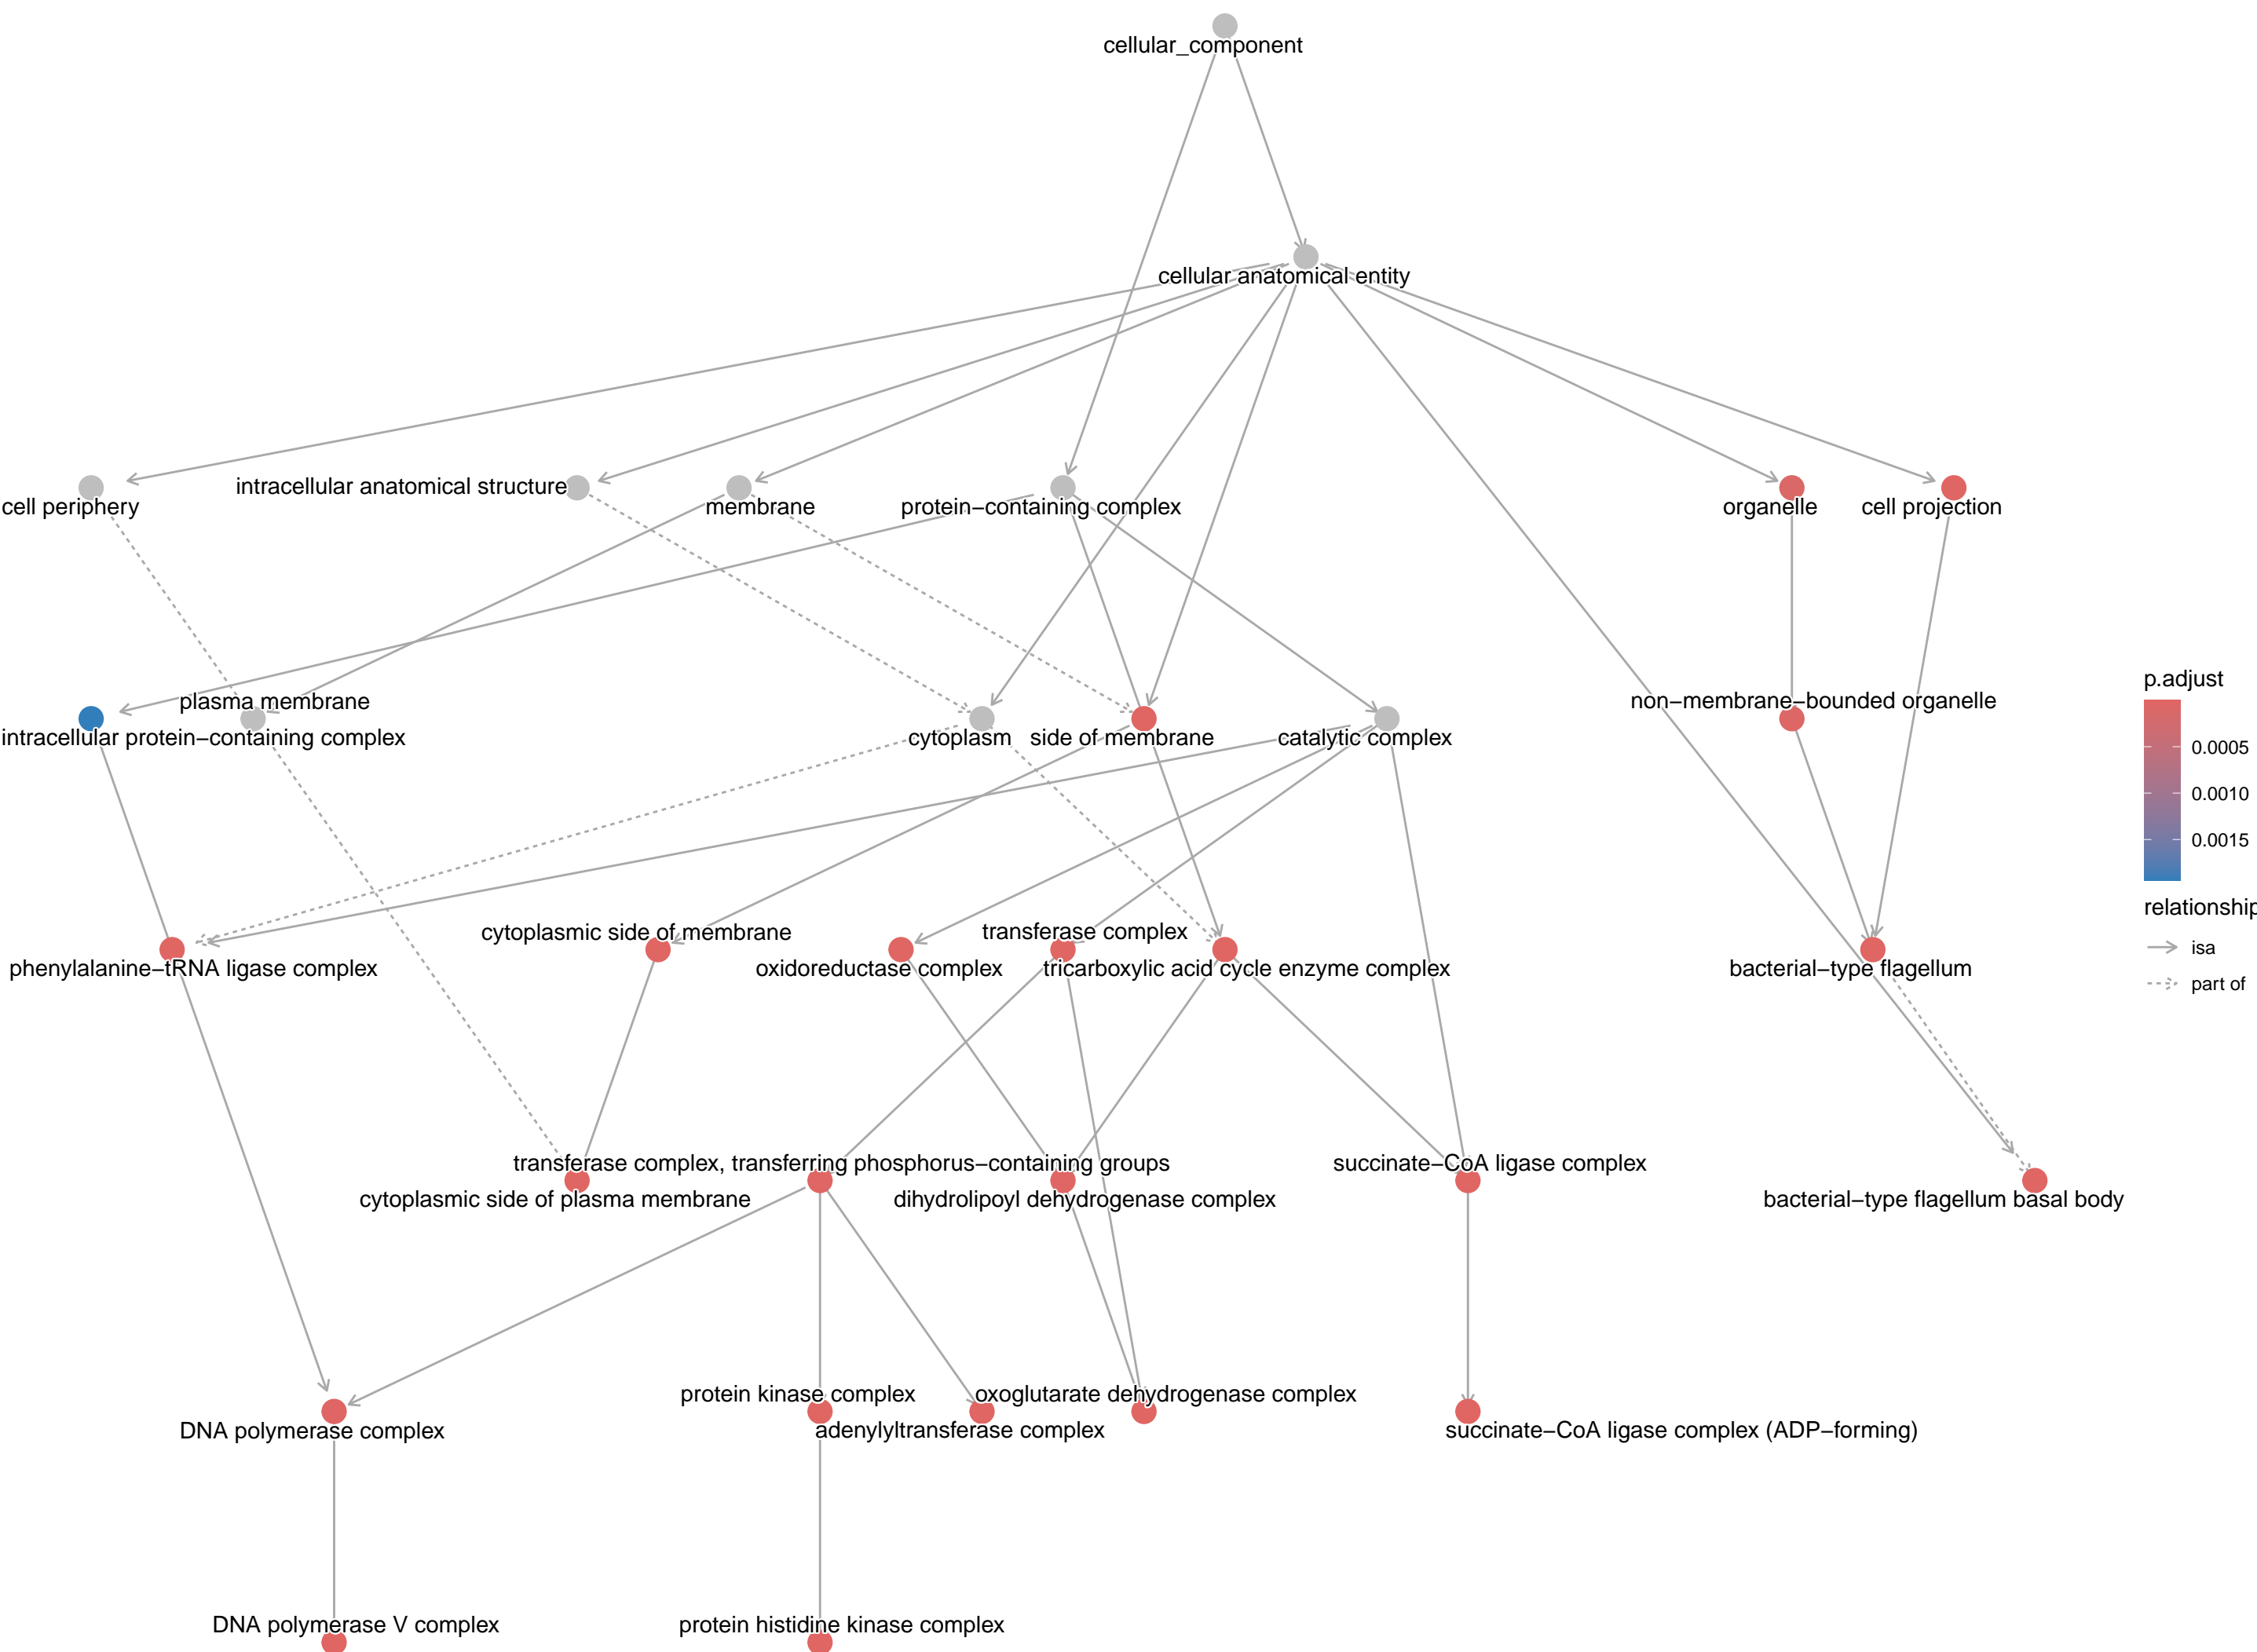 cellular_component
cellular anatomical entity
intracellular anatomical structure
cell periphery
membrane
protein−containing complex
organelle
cell projection
p.adjust
plasma membrane
non−membrane−bounded organelle
intracellular protein−containing complex
cytoplasm
side of membrane
catalytic complex
0.0005
0.0010
0.0015
relationship
cytoplasmic side of membrane
transferase complex
isa
phenylalanine−tRNA ligase complex
oxidoreductase complex
tricarboxylic acid cycle enzyme complex
bacterial−type flagellum
part of
transferase complex, transferring phosphorus−containing groups
succinate−CoA ligase complex
cytoplasmic side of plasma membrane
dihydrolipoyl dehydrogenase complex
bacterial−type flagellum basal body
protein kinase complex
oxoglutarate dehydrogenase complex
DNA polymerase complex
adenylyltransferase complex
succinate−CoA ligase complex (ADP−forming)
DNA polymerase V complex
protein histidine kinase complex